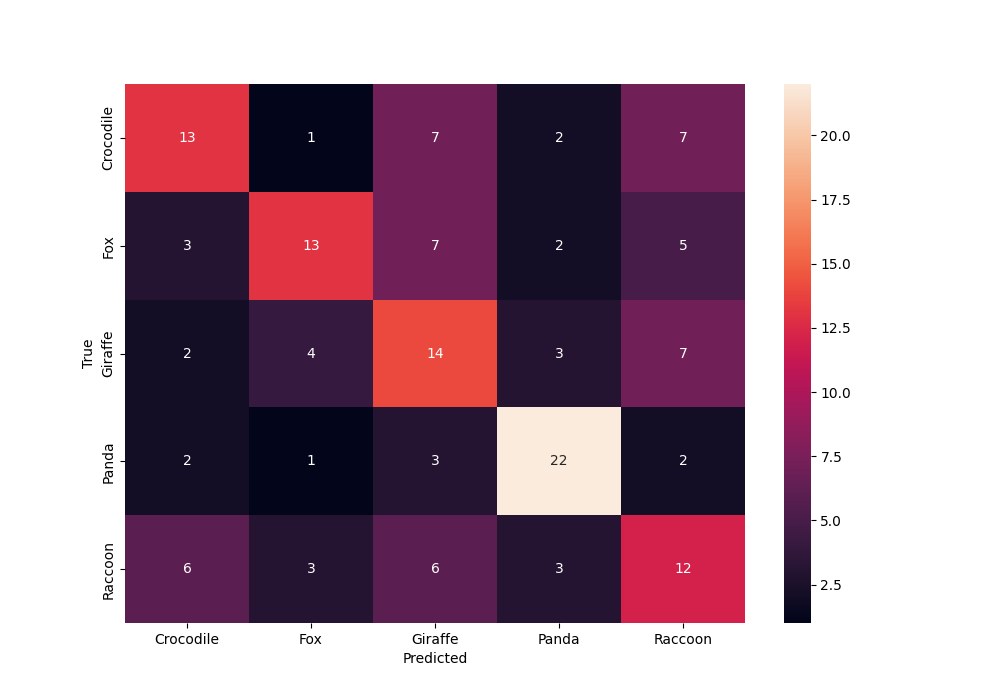 Crocodile 13 1 7 2 7
Fox 3 13 7 2 5
True
Giraffe 2 4 14 3 7
Panda 2 1 3 22 2
Raccoon 6 3 6 3 12
Crocodile Fox Giraffe Panda Raccoon
Predicted
20.0
17.5
15.0
12.5
10.0
7.5
5.0
2.5